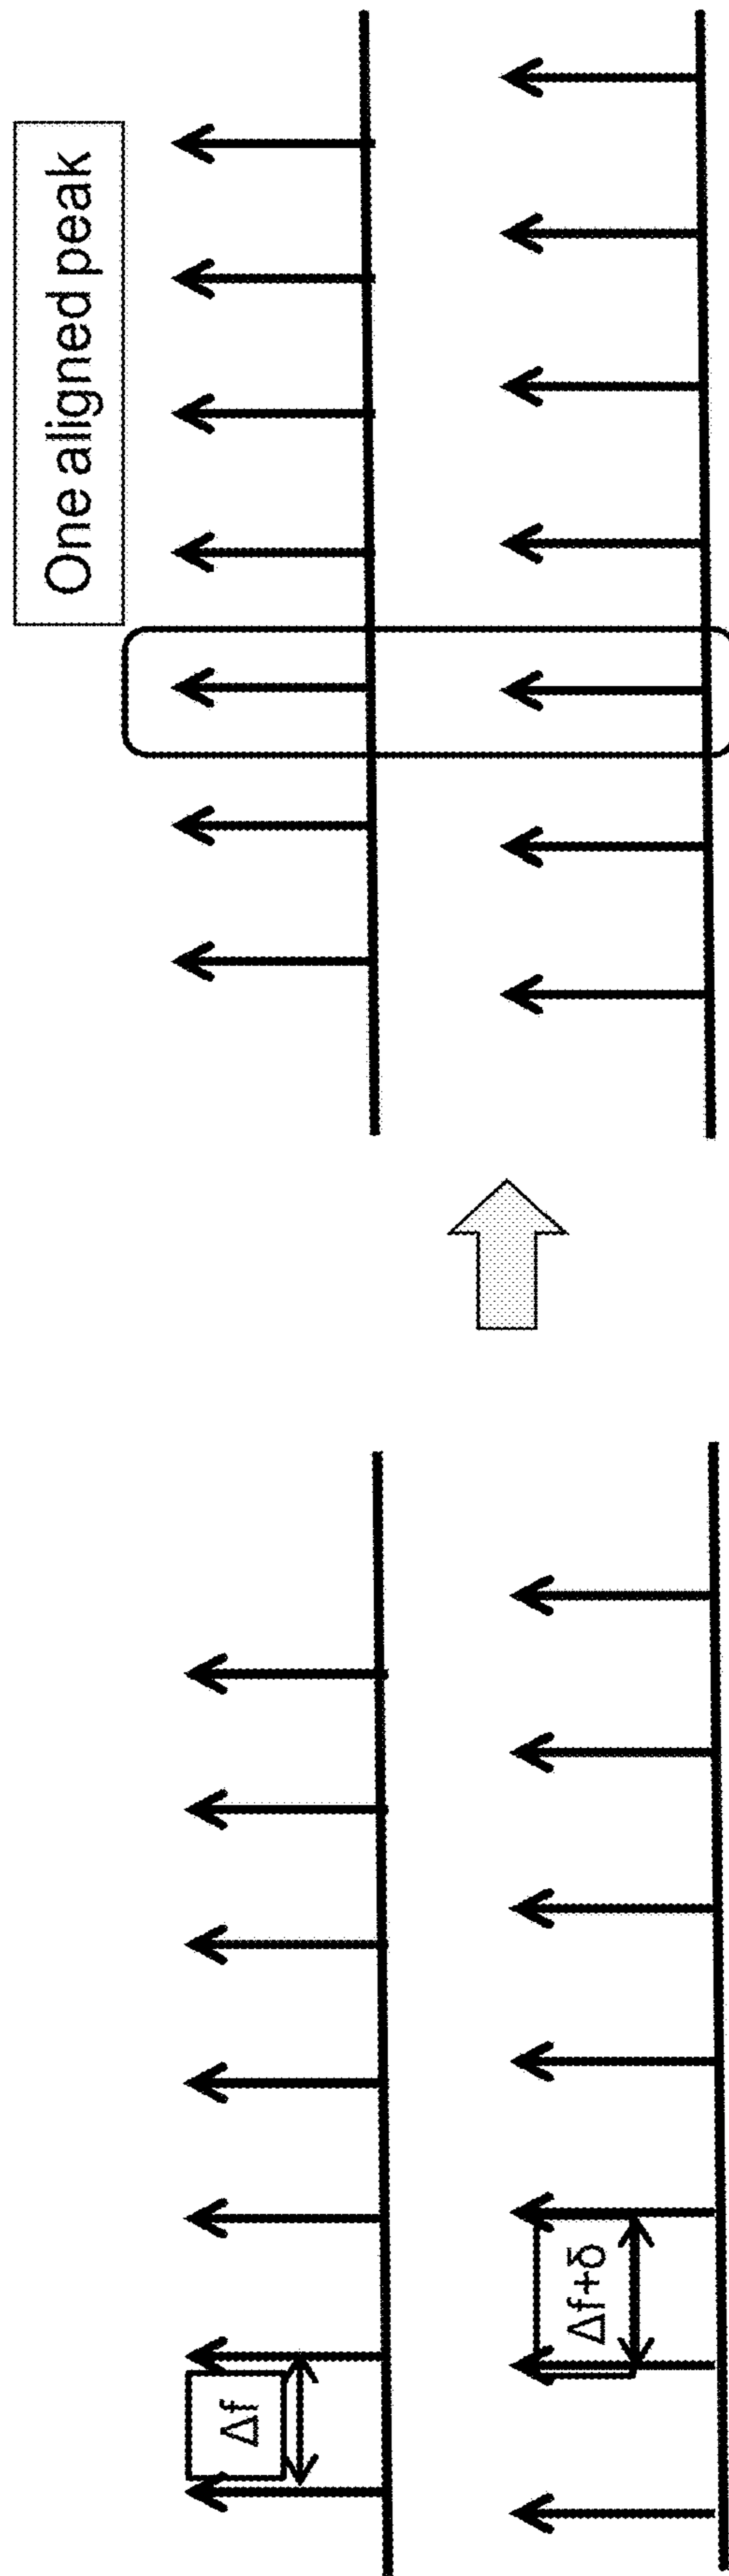 Δf
Δf+δ
One aligned peak